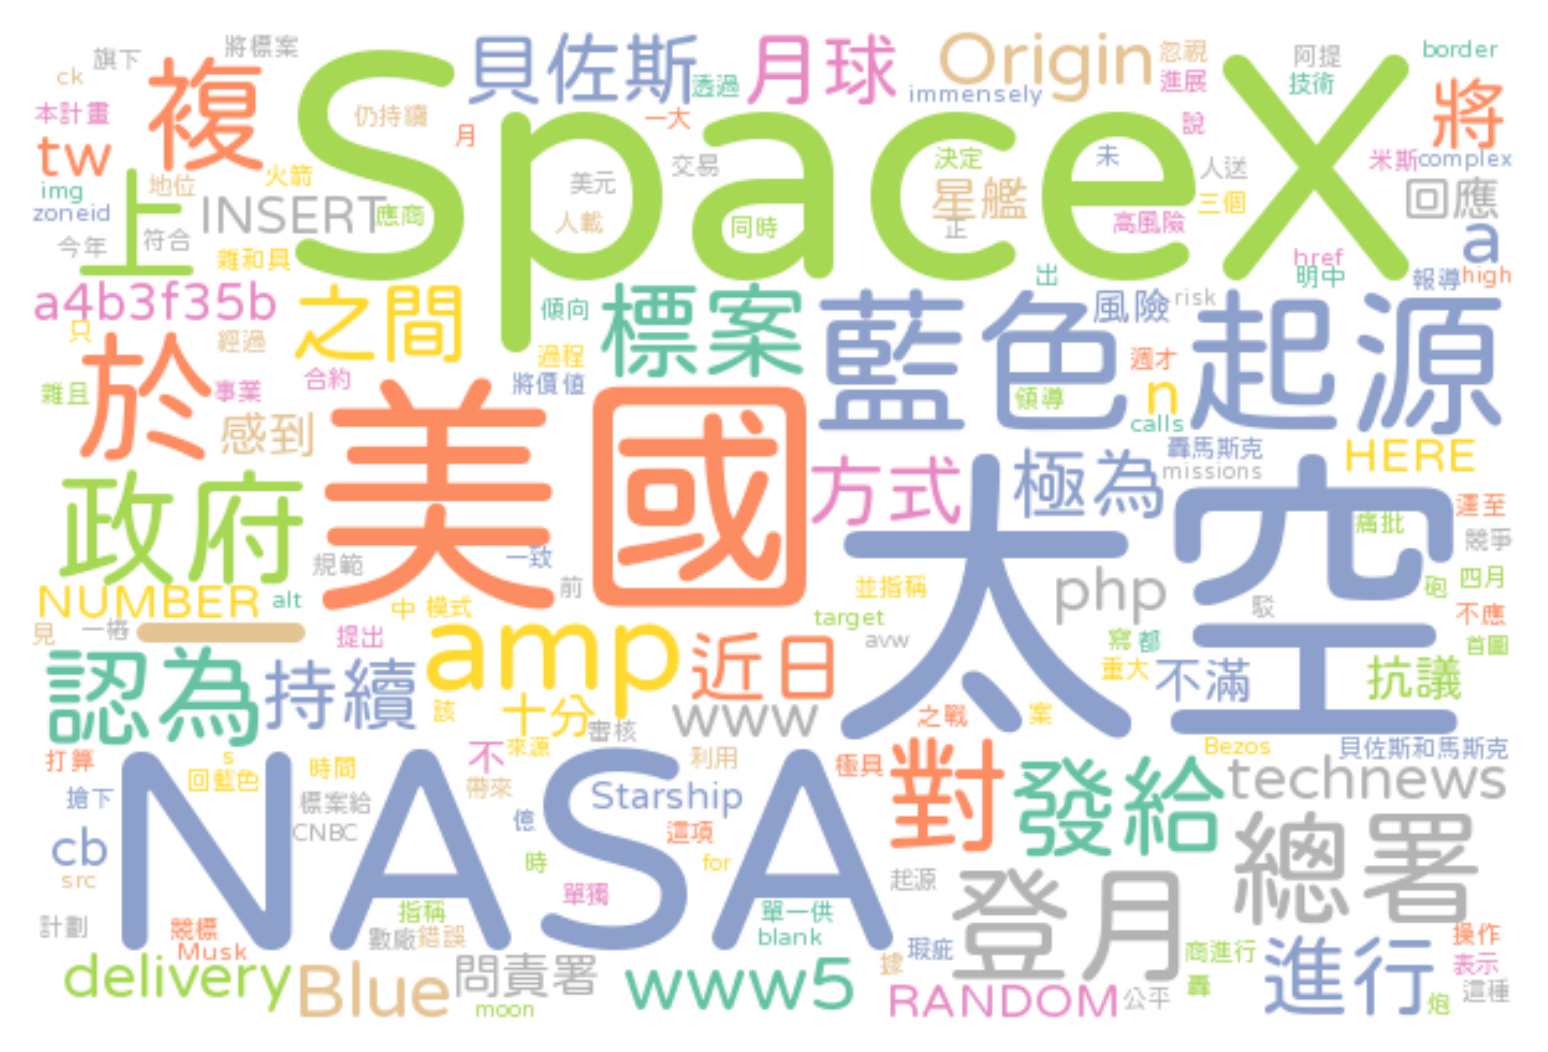 旗下
將標案
貝佐斯
月球
Origin
忽視
阿提
border
ck
複
SpaceX
透過
immensely
進展
技術
將
本計畫
仍持續
一大
說
tw
月
交易
決定
未
人送
米斯
complex
img
上
地位
火箭
美元
星艦
三個
回應
zoneid
INSERT
應商
人載
同時
正
高風險
a
今年
符合
雜和具
出
href
明中
報導
high
a4b3f35b
之間
傾向
標案
藍色起源
風險
risk
只
於
經過
過程
週才
雜且
事業
合約
將價值
領導
n
感到
美國
calls
轟馬斯克
HERE
政府
方式
極為
missions
太空
痛批
運至
競爭
規範
一致
前
並指稱
php
駁
砲
四月
NUMBER
alt
中
模式
target
不應
見
一樁
提出
amp
近日
avw
寫
都
首圖
認為
持續
重大
不滿
抗議
該
十分
審核
www
之戰
案
打算
s
回藍色
時間
不
來源
利用
極具
對
發給
Bezos
貝佐斯和馬斯克
technews
搶下
標案給
NASA
帶來
Starship
cb
CNBC
億
這項
總署
src
時
for
起源
登月
單獨
計劃
競標
指稱
單一供
操作
Musk
數廠
錯誤
blank
瑕疵
商進行
進行
表示
delivery
Blue
問責署
www5
據
RANDOM
公平
轟
這種
moon
炮